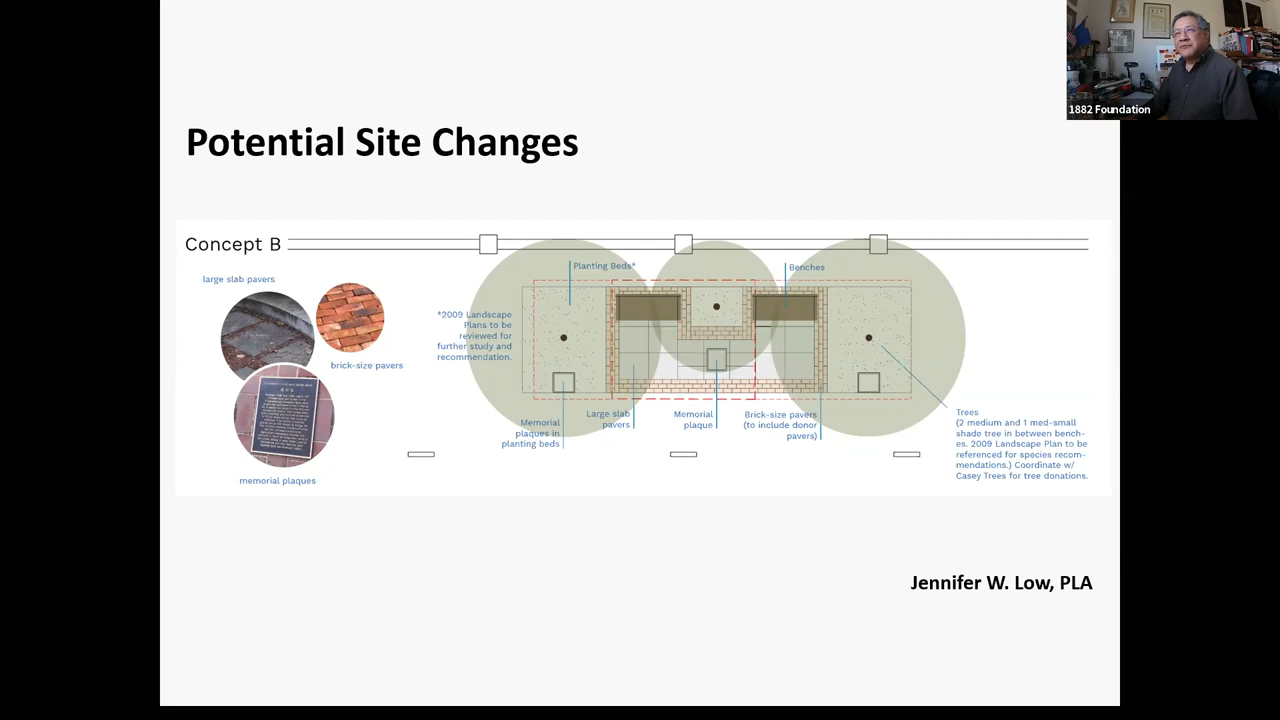 1882 Foundation
Potential Site Changes
Concept B
large slab pavers
brick-size pavers
memorial plaques
Planting Beds*
Benches
*2009 Landscape
Plans to be
reviewed for
further study and
recommendation.
Memorial
plaques in
planting beds
Large slab
pavers
Memorial
plaque
Brick-size pavers
(to include donor
pavers)
Trees
(2 medium and 1 med-small
shade tree in between bench-
es. 2009 Landscape Plan to be
referenced for species recom-
mendations.) Coordinate w/
Casey Trees for tree donations.
Jennifer W. Low, PLA